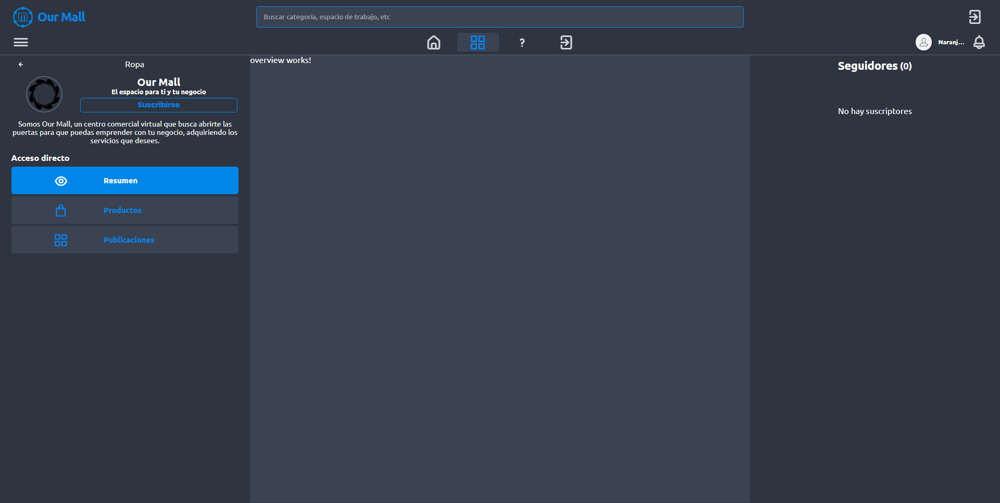 Our Mall
Buscar categoría, espacio de trabajo, etc
?
Naranj...
Ropa
Our Mall
El espacio para ti y tu negocio
Suscribirse
Somos Our Mall, un centro comercial virtual que busca abrirte las
puertas para que puedas emprender con tu negocio, adquiriendo los
servicios que desees.
Acceso directo
Resumen
Productos
Publicaciones
overview works!
Seguidores (0)
No hay suscriptores